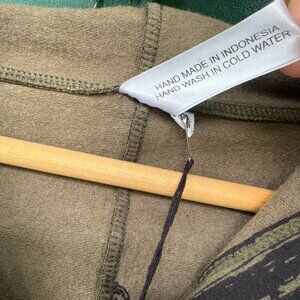 HAND MADE IN INDONESIA
HAND WASH IN COLD WATER